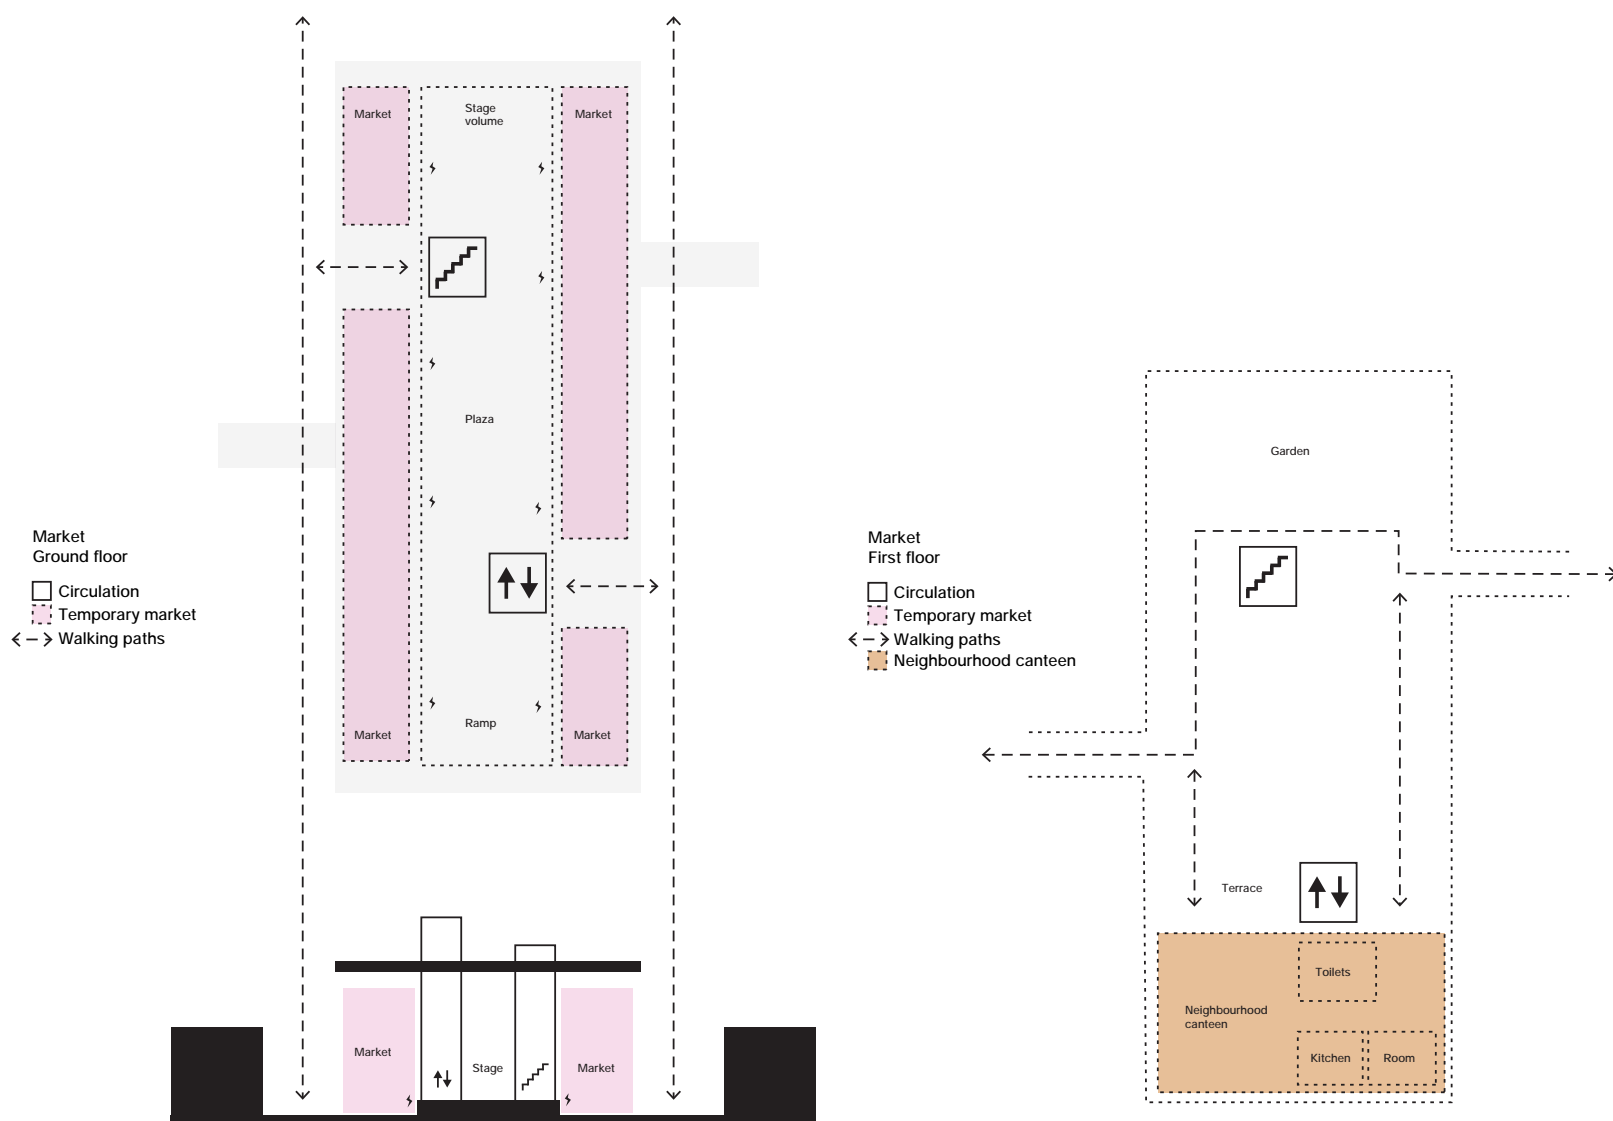 Market
Stage
volume
Market
Plaza
Ramp
Market
Market
Market
Ground floor
Circulation
Temporary market
Walking paths
Market
Stage
Market
Market
First floor
Circulation
Temporary market
Walking paths
Neighbourhood canteen
Garden
Terrace
Toilets
Neighbourhood
canteen
Kitchen
Room